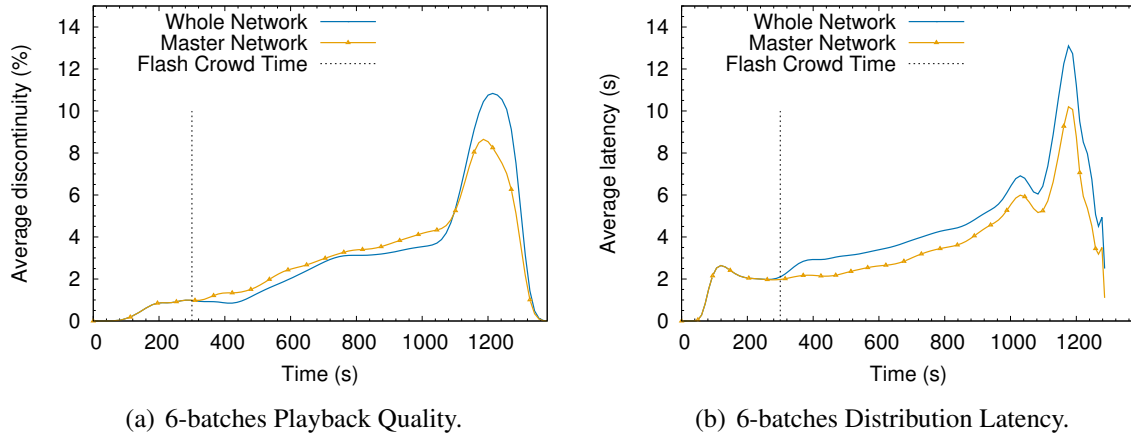 Average discontinuity (%)
14
12
10
8
6
4
2
0
Whole Network
Master Network
Flash Crowd Time
0 200 400 600 800 1000 1200
Time (s)
(a) 6-batches Playback Quality.
Average latency (s)
14
12
10
8
6
4
2
0
Whole Network
Master Network
Flash Crowd Time
0 200 400 600 800 1000 1200
Time (s)
(b) 6-batches Distribution Latency.